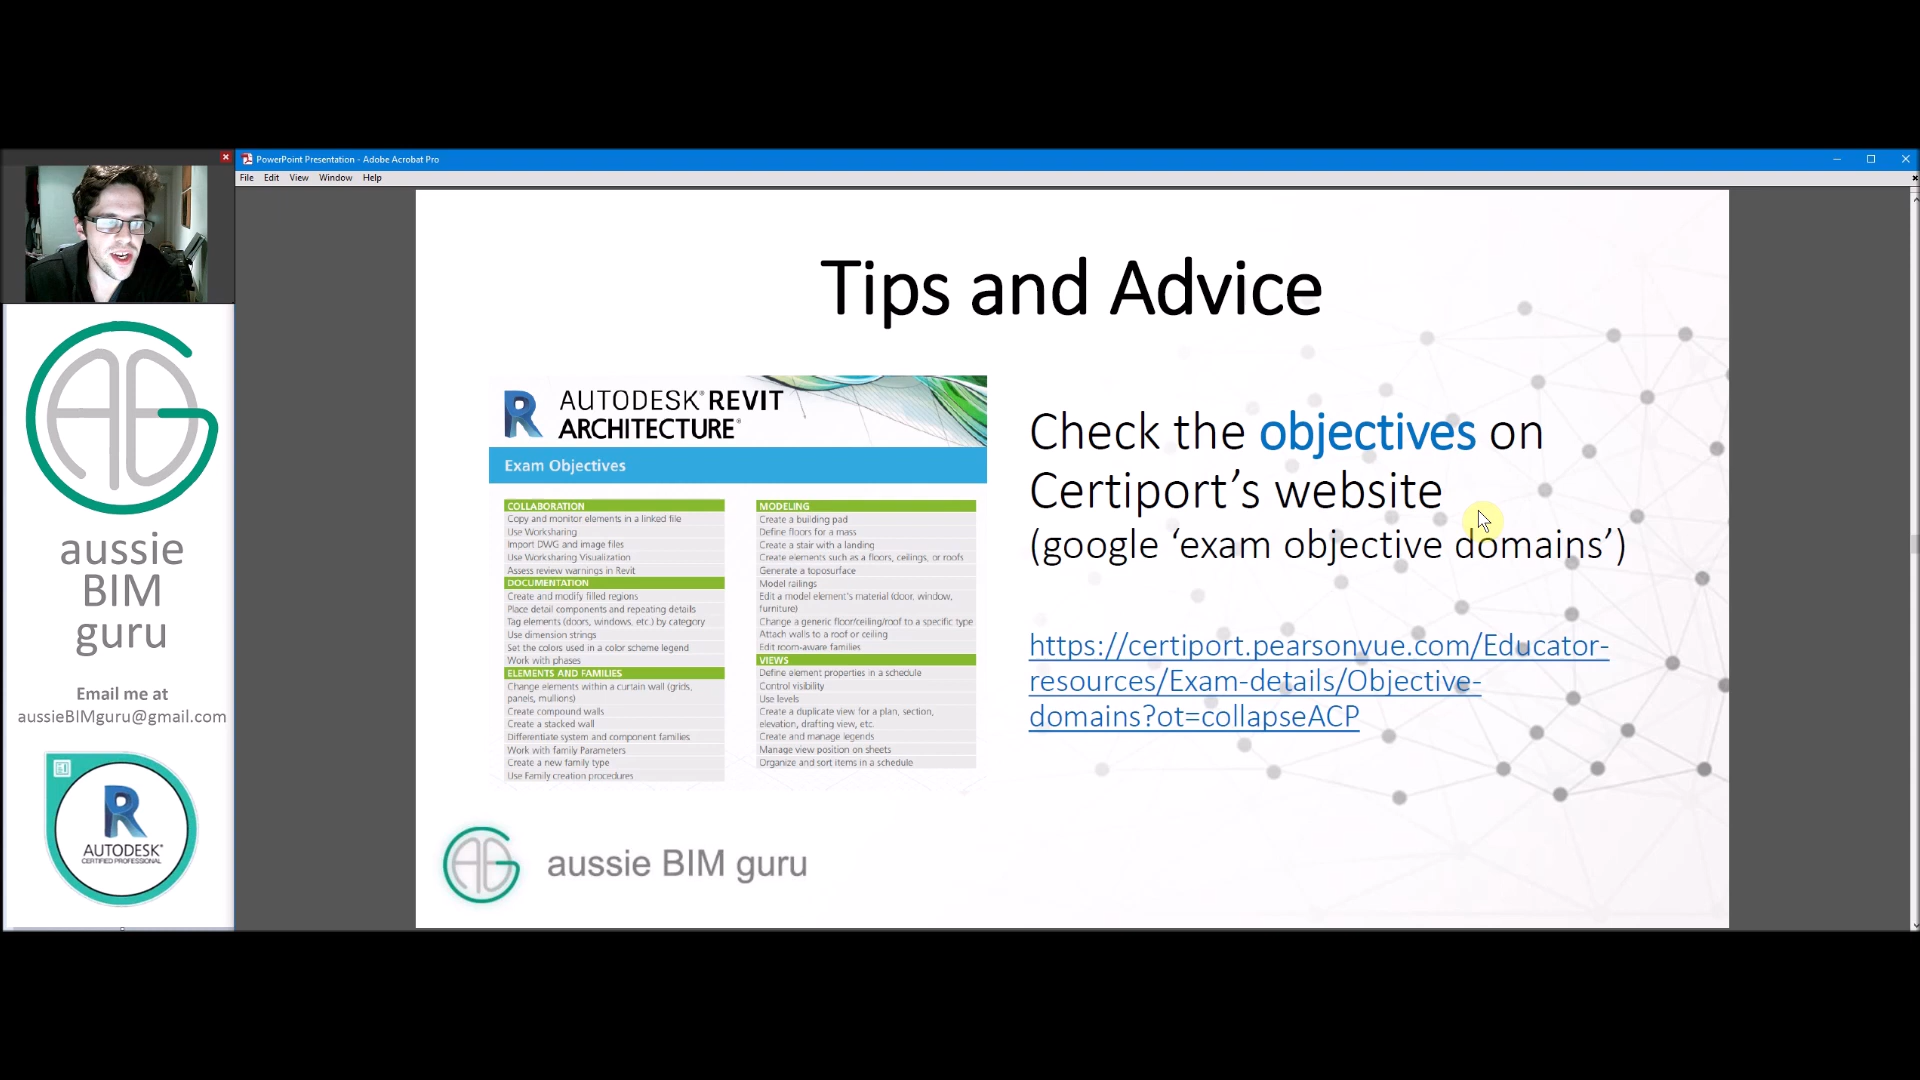 PowerPoint Presentation - Adobe Acrobat Pro
File Edit View Window Help
AG
aussie
BIM
guru
Email me at
aussieBIMguru@gmail.com
R
AUTODESK®
CERTIFIED PROFESSIONAL
Tips and Advice
R
AUTODESK® REVIT
ARCHITECTURE®
Exam Objectives
COLLABORATION
Copy and monitor elements in a linked file
Use Worksharing
Import DWG and image files
Use Worksharing Visualization
Assess review warnings in Revit
DOCUMENTATION
Create and modify filled regions
Place detail components and repeating details
Tag elements (doors, windows, etc.) by category
Use dimension strings
Set the colors used in a color scheme legend
Work with phases
ELEMENTS AND FAMILIES
Change elements within a curtain wall (grids,
panels, mullions)
Create compound walls
Create a stacked wall
Differentiate system and component families
Work with family Parameters
Create a new family type
Use Family creation procedures
MODELING
Create a building pad
Define floors for a mass
Create a stair with a landing
Create elements such as a floors, ceilings, or roofs
Generate a toposurface
Model railings
Edit a model element's material (door, window,
furniture)
Change a generic floor/ceiling/roof to a specific type
Attach walls to a roof or ceiling
Edit room-aware families
VIEWS
Define element properties in a schedule
Control visibility
Use levels
Create a duplicate view for a plan, section,
elevation, drafting view, etc.
Create and manage legends
Manage view position on sheets
Organize and sort items in a schedule
Check the objectives on
Certiport’s website
(google ‘exam objective domains’)
https://certiport.pearsonvue.com/Educator-
resources/Exam-details/Objective-
domains?ot=collapseACP
AG
aussie BIM guru